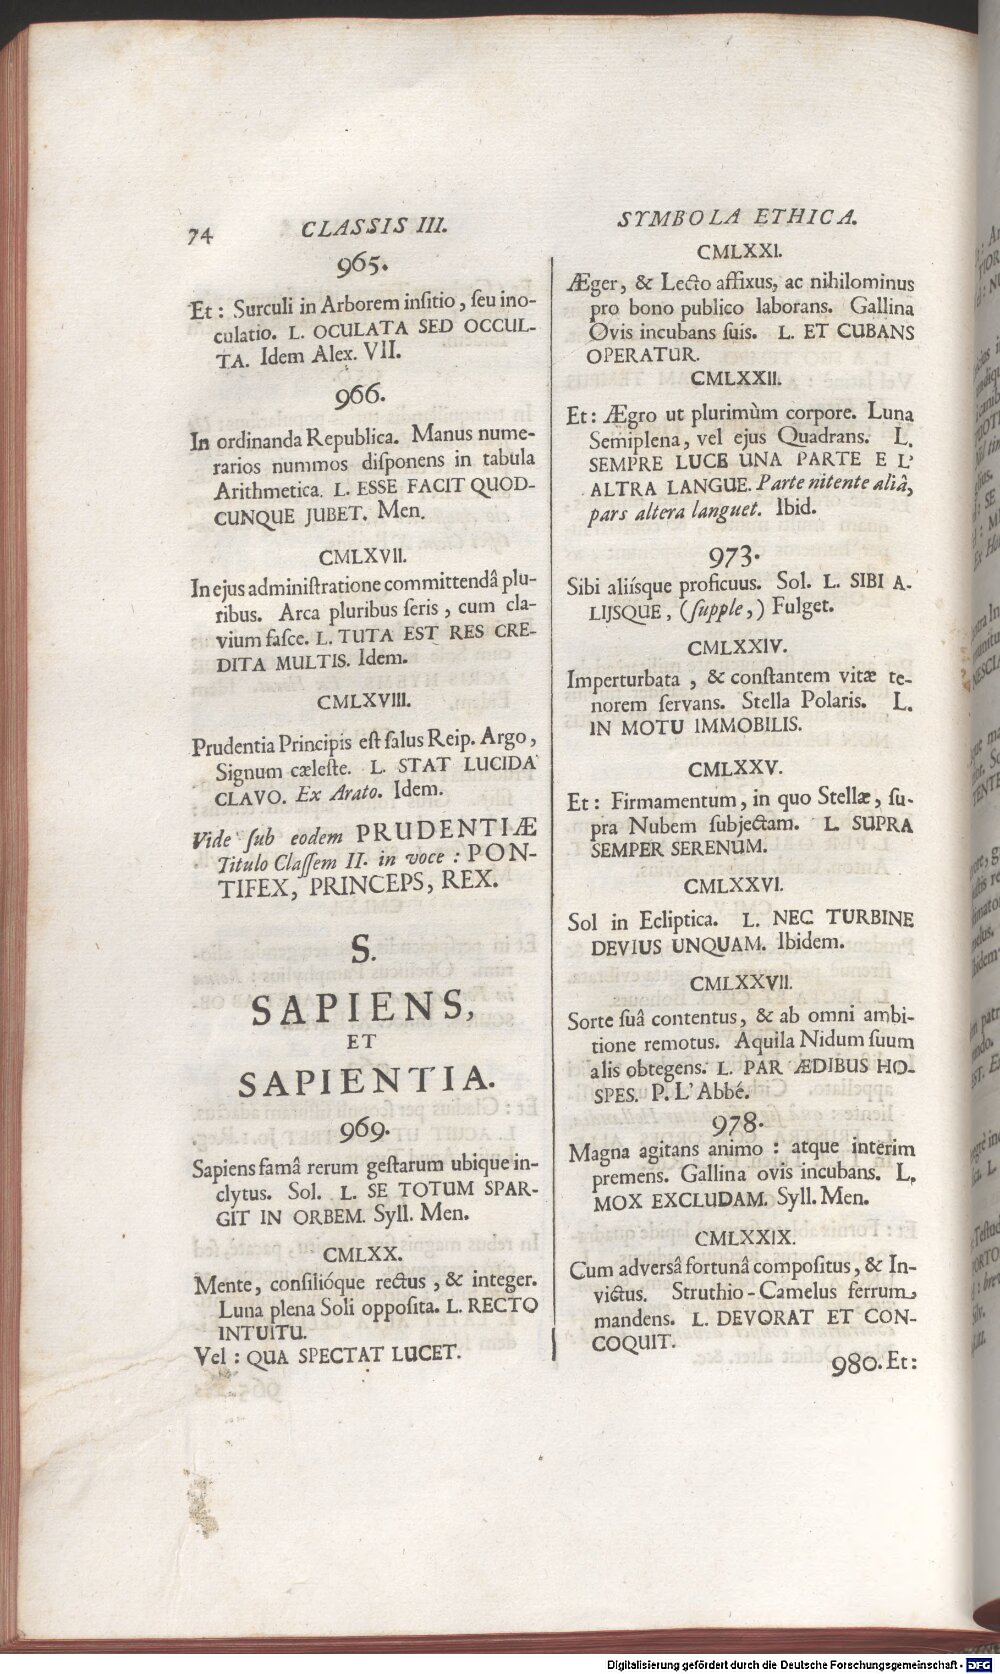 74 CLASSIS III.
965.
Et : Surculi in Arborem insitio, seu ino-
culatio. L. OCULATA SED OCCUL-
TA. Idem Alex. VII.
966.
In ordinanda Republica. Manus nume-
rarios nummos disponens in tabula
Arithmetica. L. ESSE FACIT QUOD-
CUNQUE JUBET. Men.
CMLXVII.
In ejus administratione committendâ plu-
ribus. Arca pluribus seris, cum cla-
vium fasce. L. TUTA EST RES CRE-
DITA MULTIS. Idem.
CMLXVIII.
Prudentia Principis est salus Reip. Argo,
Signum cæleste. L. STAT LUCIDA
CLAVO. Ex Arato. Idem.
Vide sub eodem PRUDENTIÆ
Titulo Classem II. in voce : PON-
TIFEX, PRINCEPS, REX.
S.
SAPIENS,
ET
SAPIENTIA.
969.
Sapiens famâ rerum gestarum ubique in-
clytus. Sol. L. SE TOTUM SPAR-
GIT IN ORBEM. Syll. Men.
CMLXX.
Mente, consilióque rectus, & integer.
Luna plena Soli opposita. L. RECTO
INTUITU.
Vel : QUA SPECTAT LUCET.
SYMBOLA ETHICA.
CMLXXI.
Æger, & Lecto affixus, ac nihilominus
pro bono publico laborans. Gallina
Ovis incubans suis. L. ET CUBANS
OPERATUR.
CMLXXII.
Et : Ægro ut plurimùm corpore. Luna
Semiplena, vel ejus Quadrans. L.
SEMPRE LUCE UNA PARTE E L'
ALTRA LANGUE. Parte nitente aliâ,
pars altera languet. Ibid.
973.
Sibi aliísque proficuus. Sol. L. SIBI A-
LIJSQUE, (supple,) Fulget.
CMLXXIV.
Imperturbata, & constantem vitæ te-
norem servans. Stella Polaris. L.
IN MOTU IMMOBILIS.
CMLXXV.
Et : Firmamentum, in quo Stellæ, su-
pra Nubem subjectam. L. SUPRA
SEMPER SERENUM.
CMLXXVI.
Sol in Ecliptica. L. NEC TURBINE
DEVIUS UNQUAM. Ibidem.
CMLXXVII.
Sorte suâ contentus, & ab omni ambi-
tione remotus. Aquila Nidum suum
alis obtegens. L. PAR ÆDIBUS HO-
SPES. P. L'Abbé.
978.
Magna agitans animo : atque interim
premens. Gallina ovis incubans. L.
MOX EXCLUDAM. Syll. Men.
CMLXXIX.
Cum adversâ fortunâ compositus, & In-
victus. Struthio-Camelus ferrum
mandens. L. DEVORAT ET CON-
COQUIT.
980. Et :
Digitalisierung gefördert durch die Deutsche Forschungsgemeinschaft - DFG